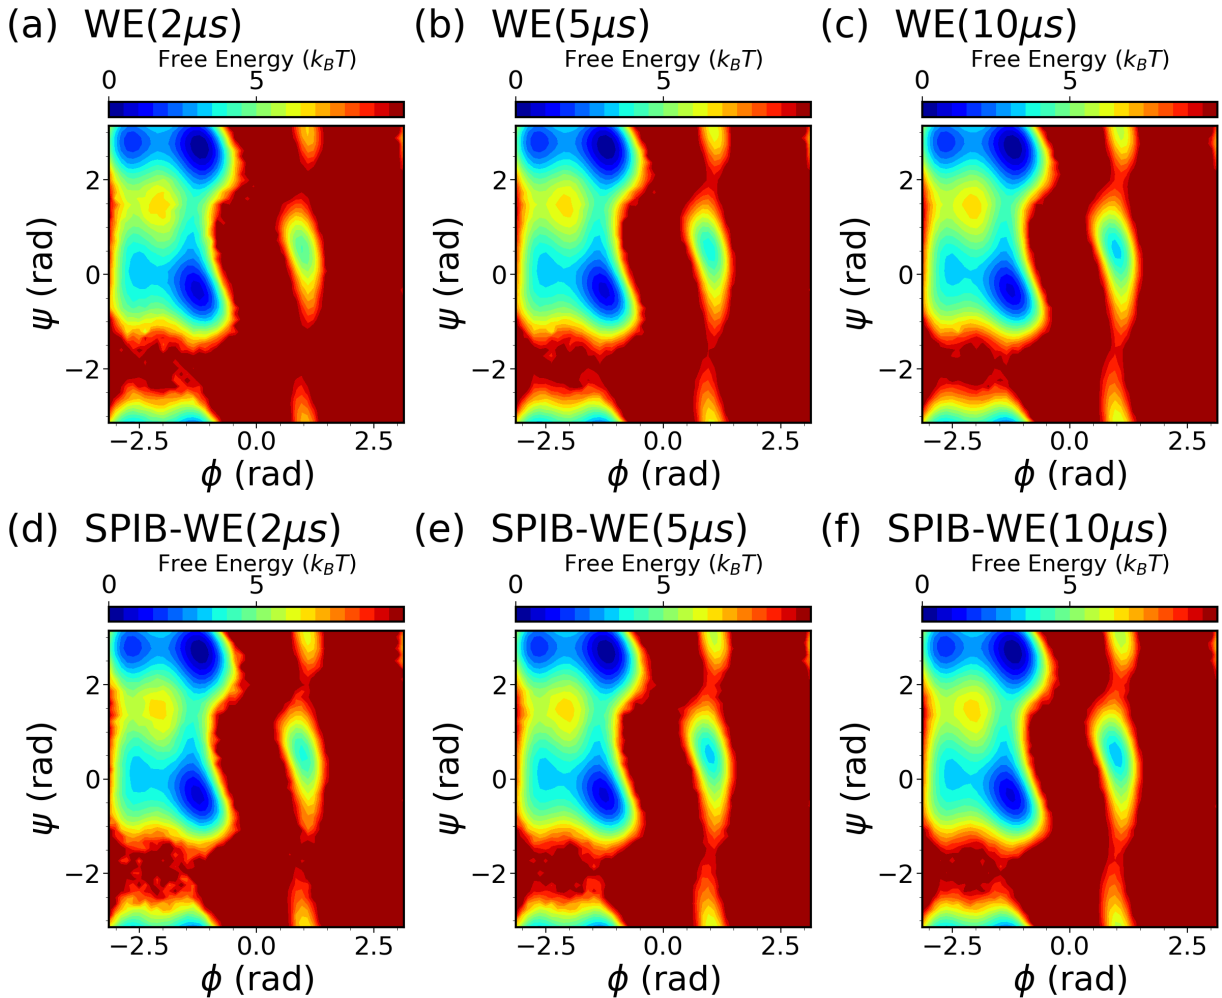 (a) WE(2μs)
Free Energy (k_BT)
0 5
ψ (rad)
2
0
−2
−2.5 0.0 2.5
ϕ (rad)
(b) WE(5μs)
Free Energy (k_BT)
0 5
ψ (rad)
2
0
−2
−2.5 0.0 2.5
ϕ (rad)
(c) WE(10μs)
Free Energy (k_BT)
0 5
ψ (rad)
2
0
−2
−2.5 0.0 2.5
ϕ (rad)
(d) SPIB-WE(2μs)
Free Energy (k_BT)
0 5
ψ (rad)
2
0
−2
−2.5 0.0 2.5
ϕ (rad)
(e) SPIB-WE(5μs)
Free Energy (k_BT)
0 5
ψ (rad)
2
0
−2
−2.5 0.0 2.5
ϕ (rad)
(f) SPIB-WE(10μs)
Free Energy (k_BT)
0 5
ψ (rad)
2
0
−2
−2.5 0.0 2.5
ϕ (rad)